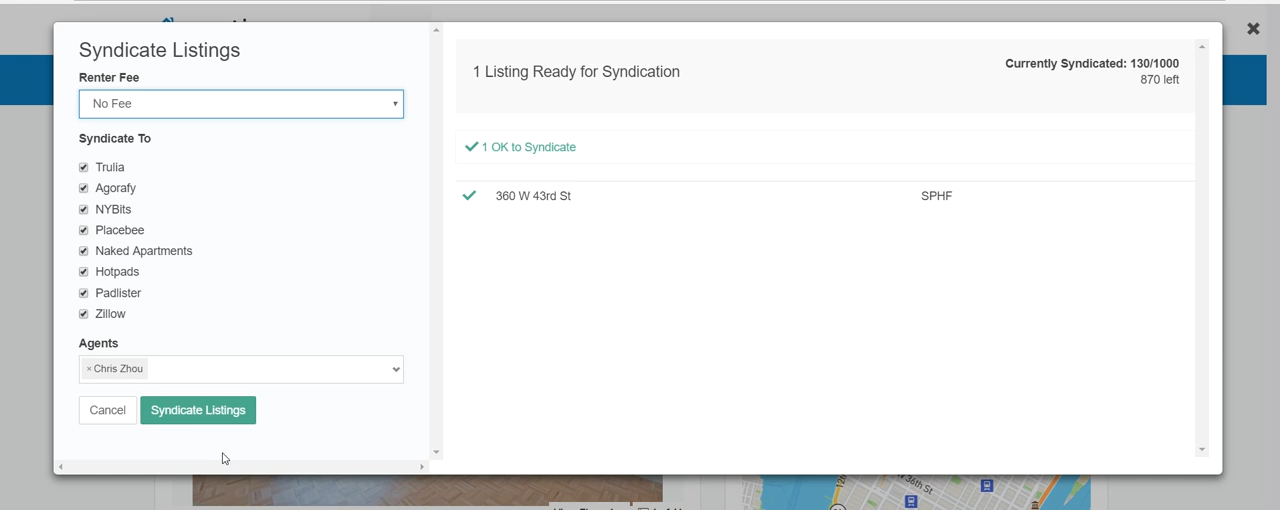 Syndicate Listings
Renter Fee
No Fee
Syndicate To
Trulia
Agorafy
NYBits
Placebee
Naked Apartments
Hotpads
Padlister
Zillow
Agents
× Chris Zhou
Cancel
Syndicate Listings
1 Listing Ready for Syndication
Currently Syndicated: 130/1000
870 left
1 OK to Syndicate
360 W 43rd St
SPHF
36th St